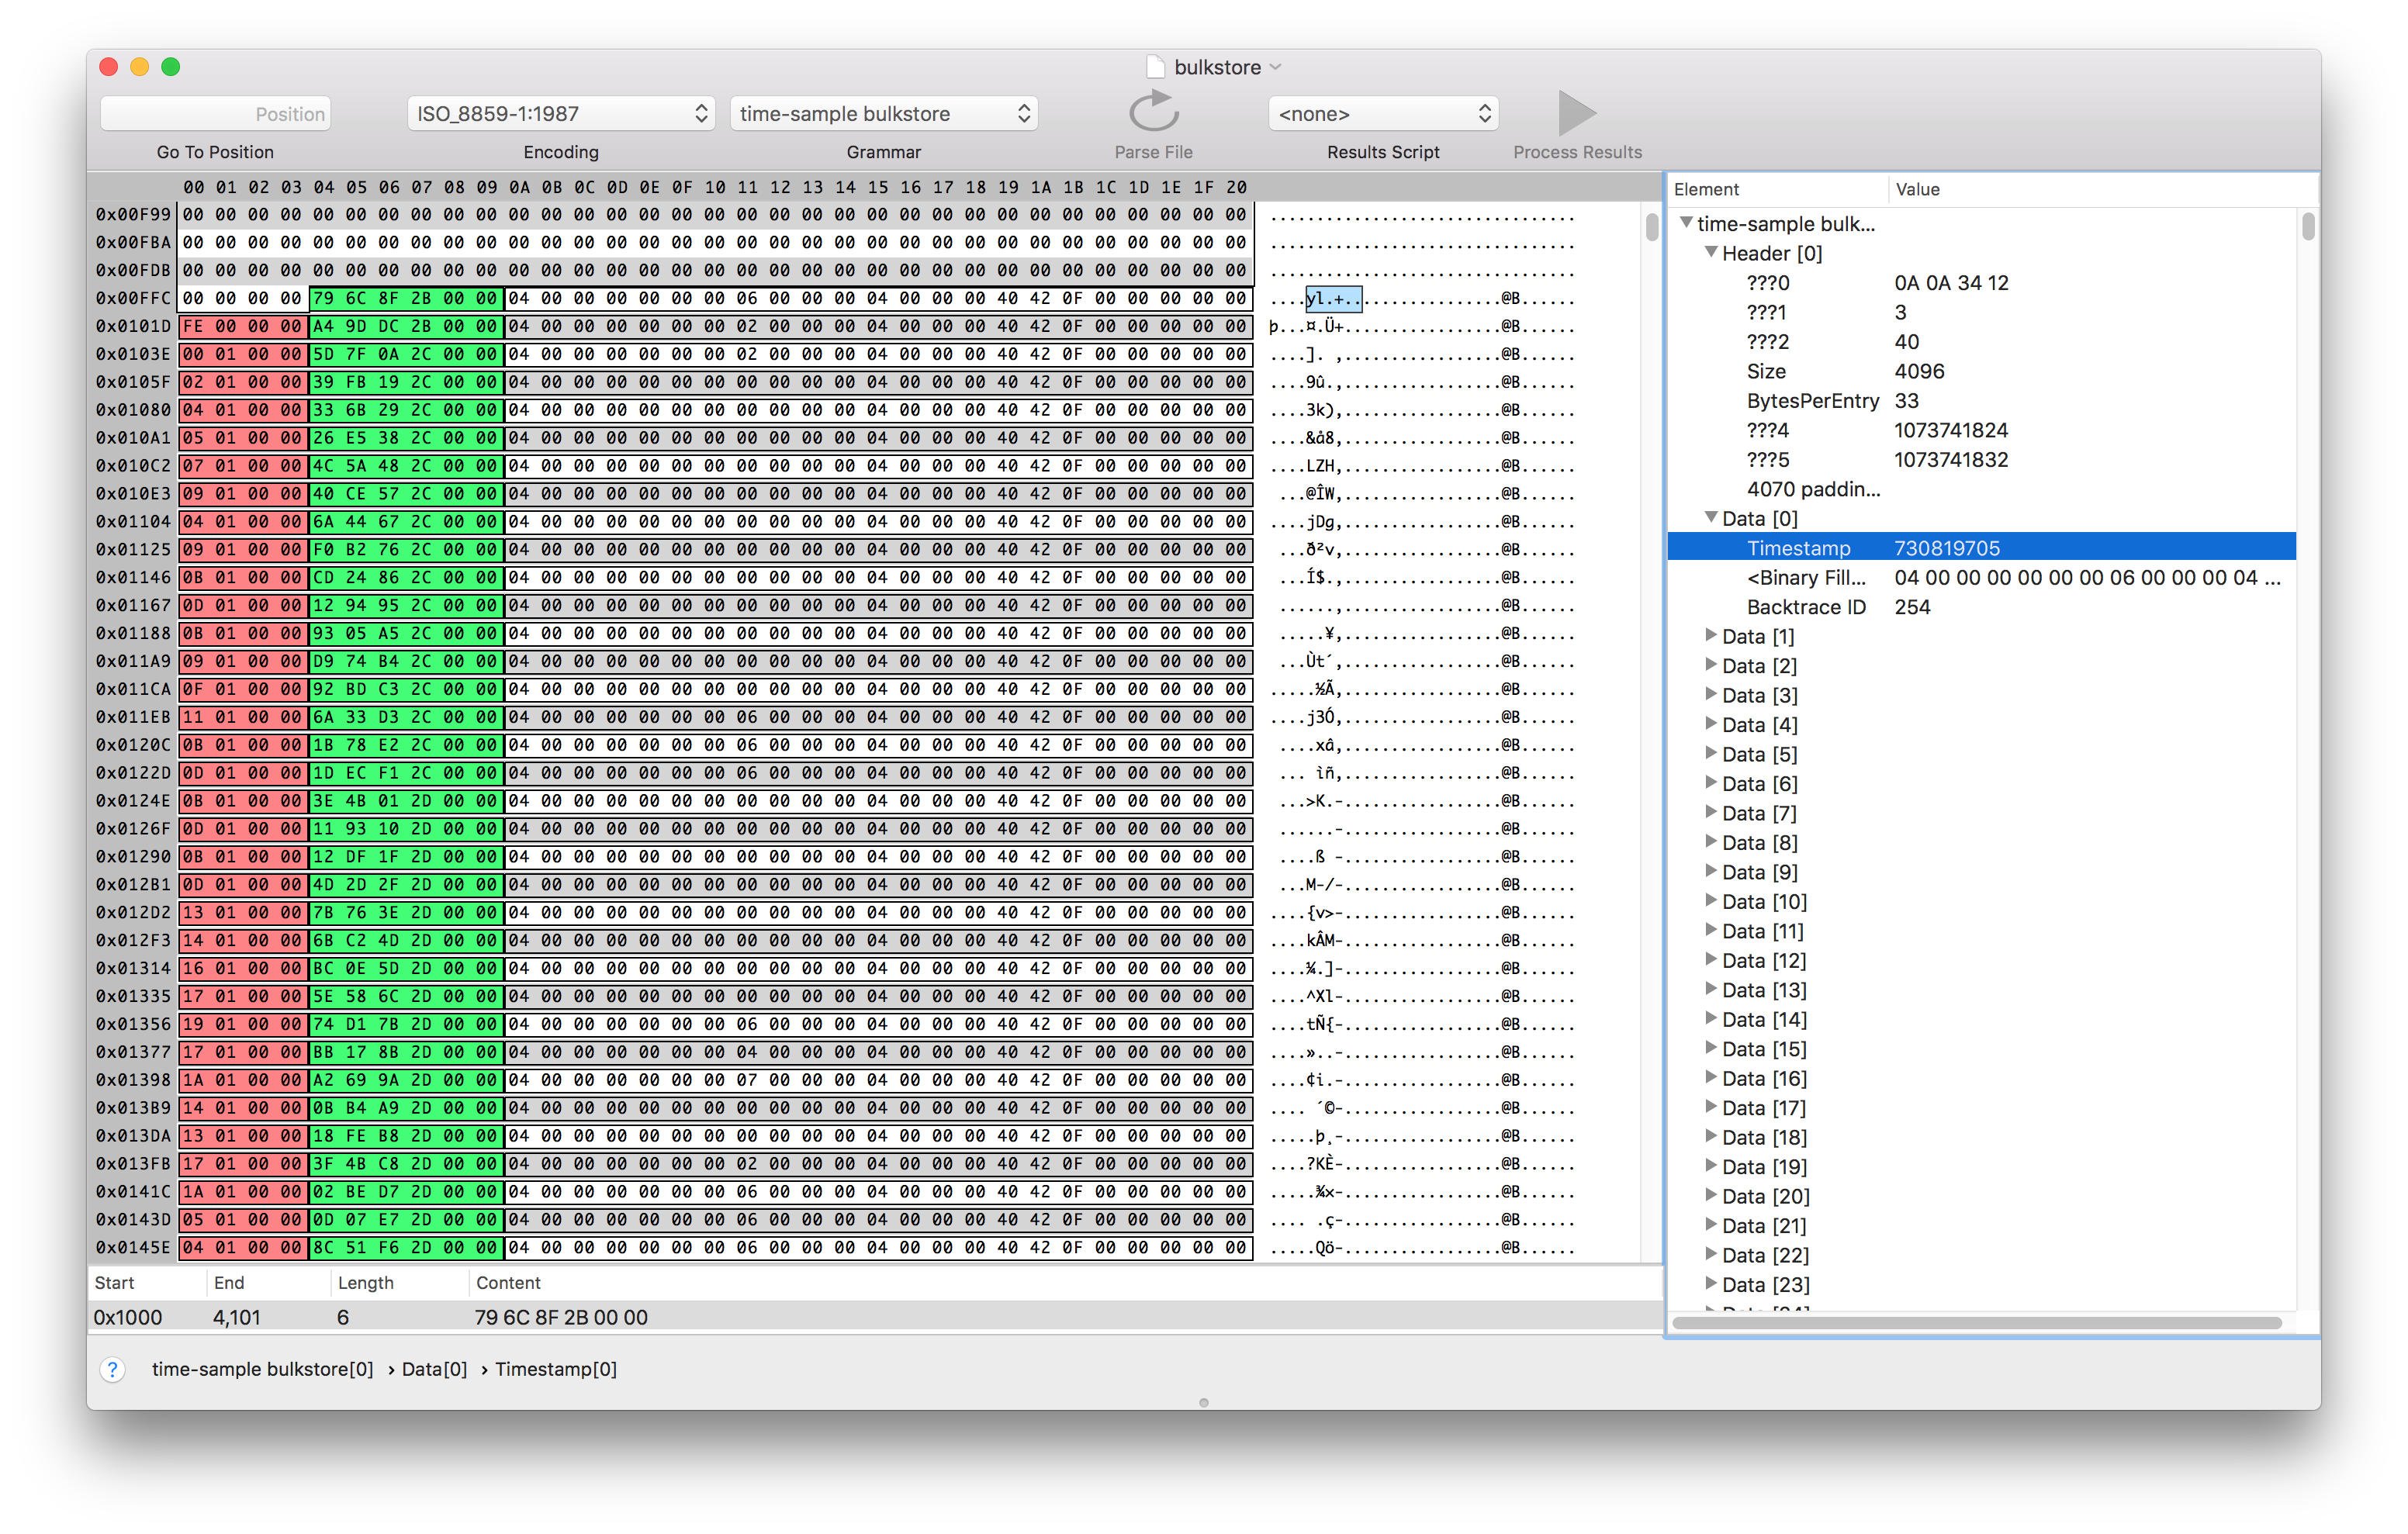 bulkstore
Position
ISO_8859-1:1987
time-sample bulkstore
<none>
Go To Position
Encoding
Grammar
Parse File
Results Script
Process Results
00 01 02 03 04 05 06 07 08 09 0A 0B 0C 0D 0E 0F 10 11 12 13 14 15 16 17 18 19 1A 1B 1C 1D 1E 1F 20
0x00F99 00 00 00 00 00 00 00 00 00 00 00 00 00 00 00 00 00 00 00 00 00 00 00 00 00 00 00 00 00 00 00 00 00 .................................
0x00FBA 00 00 00 00 00 00 00 00 00 00 00 00 00 00 00 00 00 00 00 00 00 00 00 00 00 00 00 00 00 00 00 00 00 .................................
0x00FDB 00 00 00 00 00 00 00 00 00 00 00 00 00 00 00 00 00 00 00 00 00 00 00 00 00 00 00 00 00 00 00 00 00 .................................
0x00FFC 00 00 00 00 79 6C 8F 2B 00 00 04 00 00 00 00 00 00 06 00 00 00 04 00 00 00 40 42 0F 00 00 00 00 00 ....yl.+.................@B......
0x0101D FE 00 00 00 A4 9D DC 2B 00 00 04 00 00 00 00 00 00 02 00 00 00 04 00 00 00 40 42 0F 00 00 00 00 00 þ...¤.Ü+.................@B......
0x0103E 00 01 00 00 5D 7F 0A 2C 00 00 04 00 00 00 00 00 00 02 00 00 00 04 00 00 00 40 42 0F 00 00 00 00 00 ....]. ,.................@B......
0x0105F 02 01 00 00 39 FB 19 2C 00 00 04 00 00 00 00 00 00 00 00 00 00 04 00 00 00 40 42 0F 00 00 00 00 00 ....9û.,.................@B......
0x01080 04 01 00 00 33 6B 29 2C 00 00 04 00 00 00 00 00 00 00 00 00 00 04 00 00 00 40 42 0F 00 00 00 00 00 ....3k),.................@B......
0x010A1 05 01 00 00 26 E5 38 2C 00 00 04 00 00 00 00 00 00 00 00 00 00 04 00 00 00 40 42 0F 00 00 00 00 00 ....&å8,.................@B......
0x010C2 07 01 00 00 4C 5A 48 2C 00 00 04 00 00 00 00 00 00 00 00 00 00 04 00 00 00 40 42 0F 00 00 00 00 00 ....LZH,.................@B......
0x010E3 09 01 00 00 40 CE 57 2C 00 00 04 00 00 00 00 00 00 00 00 00 00 04 00 00 00 40 42 0F 00 00 00 00 00 ...@ÎW,.................@B......
0x01104 04 01 00 00 6A 44 67 2C 00 00 04 00 00 00 00 00 00 00 00 00 00 04 00 00 00 40 42 0F 00 00 00 00 00 ....jDg,.................@B......
0x01125 09 01 00 00 F0 B2 76 2C 00 00 04 00 00 00 00 00 00 00 00 00 00 04 00 00 00 40 42 0F 00 00 00 00 00 ...ð²v,.................@B......
0x01146 0B 01 00 00 CD 24 86 2C 00 00 04 00 00 00 00 00 00 00 00 00 00 04 00 00 00 40 42 0F 00 00 00 00 00 ...Í$.,.................@B......
0x01167 0D 01 00 00 12 94 95 2C 00 00 04 00 00 00 00 00 00 00 00 00 00 04 00 00 00 40 42 0F 00 00 00 00 00 ......,.................@B......
0x01188 0B 01 00 00 93 05 A5 2C 00 00 04 00 00 00 00 00 00 00 00 00 00 04 00 00 00 40 42 0F 00 00 00 00 00 .....¥,.................@B......
0x011A9 09 01 00 00 D9 74 B4 2C 00 00 04 00 00 00 00 00 00 00 00 00 00 04 00 00 00 40 42 0F 00 00 00 00 00 ...Ùt´,.................@B......
0x011CA 0F 01 00 00 92 BD C3 2C 00 00 04 00 00 00 00 00 00 00 00 00 00 04 00 00 00 40 42 0F 00 00 00 00 00 .....½Ã,.................@B......
0x011EB 11 01 00 00 6A 33 D3 2C 00 00 04 00 00 00 00 00 00 06 00 00 00 04 00 00 00 40 42 0F 00 00 00 00 00 ....j3Ó,.................@B......
0x0120C 0B 01 00 00 1B 78 E2 2C 00 00 04 00 00 00 00 00 00 06 00 00 00 04 00 00 00 40 42 0F 00 00 00 00 00 ....xâ,.................@B......
0x0122D 0D 01 00 00 1D EC F1 2C 00 00 04 00 00 00 00 00 00 06 00 00 00 04 00 00 00 40 42 0F 00 00 00 00 00 ... ìñ,.................@B......
0x0124E 0B 01 00 00 3E 4B 01 2D 00 00 04 00 00 00 00 00 00 00 00 00 00 04 00 00 00 40 42 0F 00 00 00 00 00 ...>K.-.................@B......
0x0126F 0D 01 00 00 11 93 10 2D 00 00 04 00 00 00 00 00 00 00 00 00 00 04 00 00 00 40 42 0F 00 00 00 00 00 ......-.................@B......
0x01290 0B 01 00 00 12 DF 1F 2D 00 00 04 00 00 00 00 00 00 00 00 00 00 04 00 00 00 40 42 0F 00 00 00 00 00 ....ß -.................@B......
0x012B1 0D 01 00 00 4D 2D 2F 2D 00 00 04 00 00 00 00 00 00 00 00 00 00 04 00 00 00 40 42 0F 00 00 00 00 00 ...M-/-.................@B......
0x012D2 13 01 00 00 7B 76 3E 2D 00 00 04 00 00 00 00 00 00 00 00 00 00 04 00 00 00 40 42 0F 00 00 00 00 00 ....{v>-.................@B......
0x012F3 14 01 00 00 6B C2 4D 2D 00 00 04 00 00 00 00 00 00 00 00 00 00 04 00 00 00 40 42 0F 00 00 00 00 00 ....kÂM-.................@B......
0x01314 16 01 00 00 BC 0E 5D 2D 00 00 04 00 00 00 00 00 00 00 00 00 00 04 00 00 00 40 42 0F 00 00 00 00 00 ....¼.]-.................@B......
0x01335 17 01 00 00 5E 58 6C 2D 00 00 04 00 00 00 00 00 00 00 00 00 00 04 00 00 00 40 42 0F 00 00 00 00 00 ....^Xl-.................@B......
0x01356 19 01 00 00 74 D1 7B 2D 00 00 04 00 00 00 00 00 00 06 00 00 00 04 00 00 00 40 42 0F 00 00 00 00 00 ....tÑ{-.................@B......
0x01377 17 01 00 00 BB 17 8B 2D 00 00 04 00 00 00 00 00 00 04 00 00 00 04 00 00 00 40 42 0F 00 00 00 00 00 ....»..-.................@B......
0x01398 1A 01 00 00 A2 69 9A 2D 00 00 04 00 00 00 00 00 00 07 00 00 00 04 00 00 00 40 42 0F 00 00 00 00 00 ....¢i.-.................@B......
0x013B9 14 01 00 00 0B B4 A9 2D 00 00 04 00 00 00 00 00 00 00 00 00 00 04 00 00 00 40 42 0F 00 00 00 00 00 .... ´©-.................@B......
0x013DA 13 01 00 00 18 FE B8 2D 00 00 04 00 00 00 00 00 00 00 00 00 00 04 00 00 00 40 42 0F 00 00 00 00 00 .....þ¸-.................@B......
0x013FB 17 01 00 00 3F 4B C8 2D 00 00 04 00 00 00 00 00 00 02 00 00 00 04 00 00 00 40 42 0F 00 00 00 00 00 ....?KÈ-.................@B......
0x0141C 1A 01 00 00 02 BE D7 2D 00 00 04 00 00 00 00 00 00 06 00 00 00 04 00 00 00 40 42 0F 00 00 00 00 00 .....¾×-.................@B......
0x0143D 05 01 00 00 0D 07 E7 2D 00 00 04 00 00 00 00 00 00 06 00 00 00 04 00 00 00 40 42 0F 00 00 00 00 00 .... .ç-.................@B......
0x0145E 04 01 00 00 8C 51 F6 2D 00 00 04 00 00 00 00 00 00 06 00 00 00 04 00 00 00 40 42 0F 00 00 00 00 00 .....Qö-.................@B......
Start End Length Content
0x1000 4,101 6 79 6C 8F 2B 00 00
Element Value
time-sample bulk...
Header [0]
???0 0A 0A 34 12
???1 3
???2 40
Size 4096
BytesPerEntry 33
???4 1073741824
???5 1073741832
4070 paddin...
Data [0]
Timestamp 730819705
<Binary Fill... 04 00 00 00 00 00 00 06 00 00 00 04 ...
Backtrace ID 254
Data [1]
Data [2]
Data [3]
Data [4]
Data [5]
Data [6]
Data [7]
Data [8]
Data [9]
Data [10]
Data [11]
Data [12]
Data [13]
Data [14]
Data [15]
Data [16]
Data [17]
Data [18]
Data [19]
Data [20]
Data [21]
Data [22]
Data [23]
? time-sample bulkstore[0] › Data[0] › Timestamp[0]